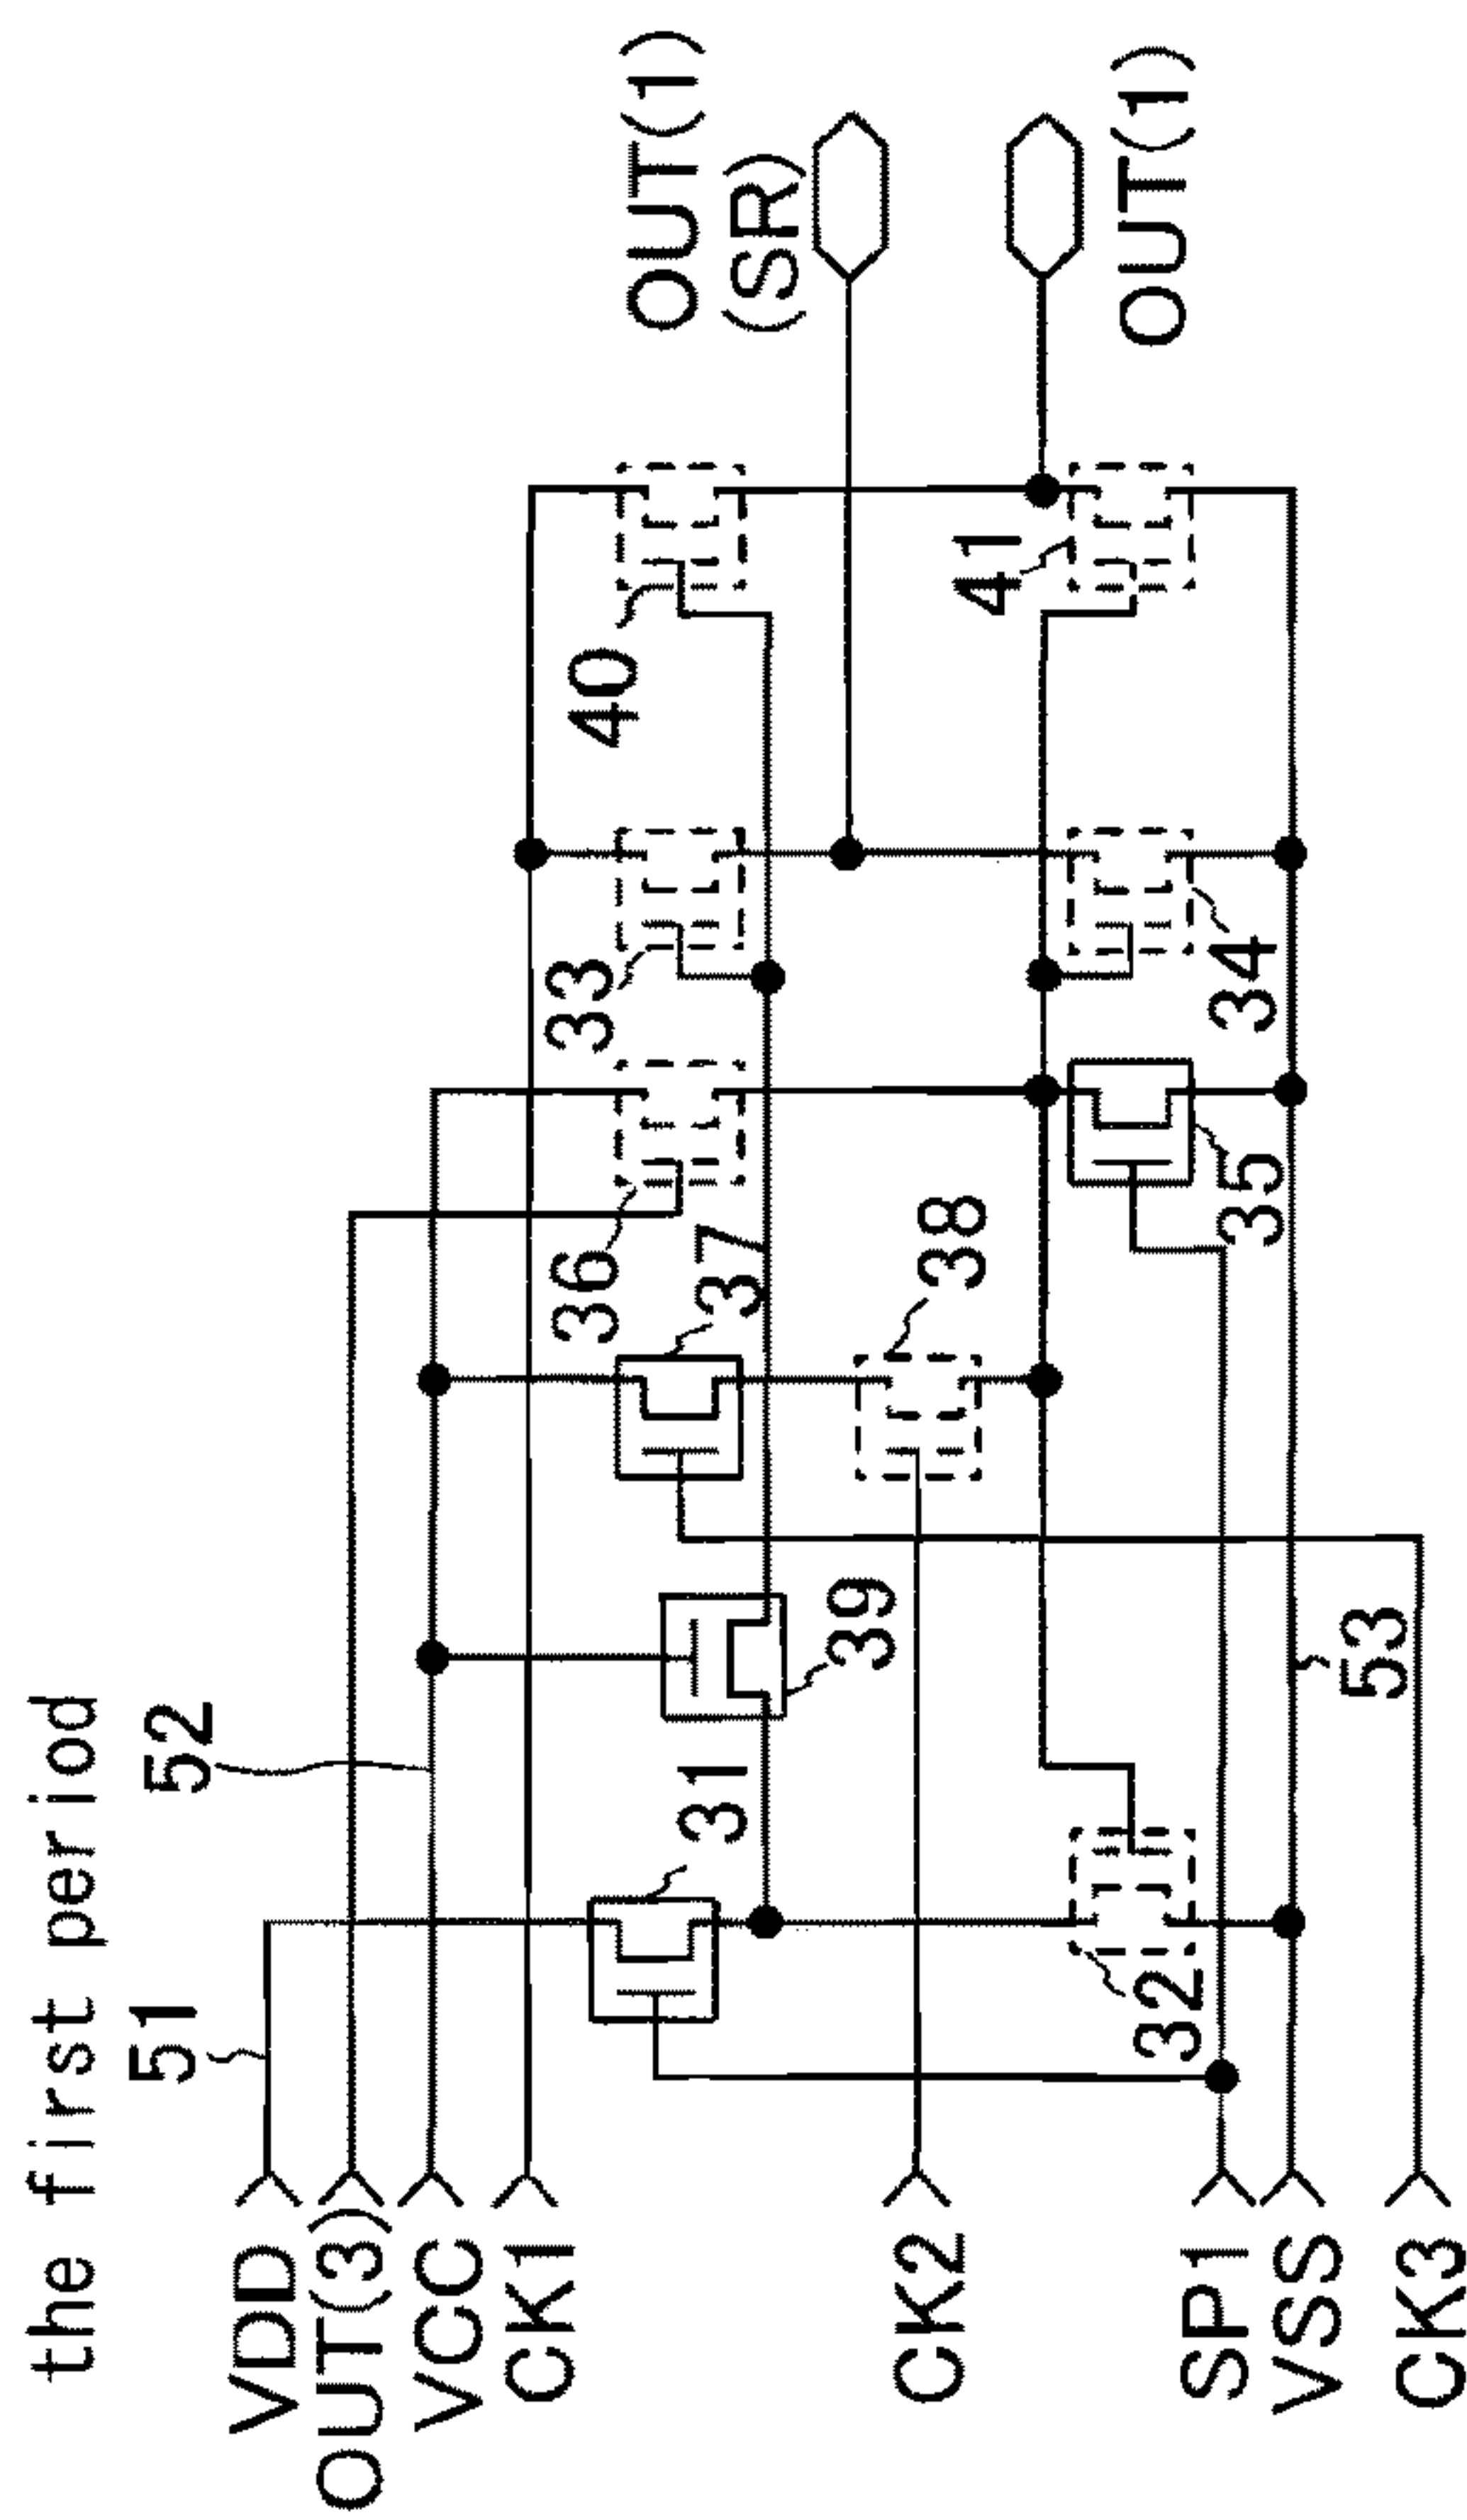 the first period
51
52
VDD
OUT(3)
VCC
CK1
CK2
SP1
VSS
CK3
31
32
39
37
38
36
35
33
34
40
41
53
OUT(1)
(SR)
OUT(1)